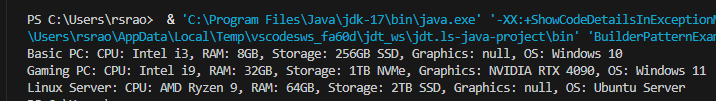 PS C:\Users\rsrao>  & 'C:\Program Files\Java\jdk-17\bin\java.exe' '-XX:+ShowCodeDetailsInExceptionM
\Users\rsrao\AppData\Local\Temp\vscodesws_fa60d\jdt_ws\jdt.ls-java-project\bin' 'BuilderPatternExam
Basic PC: CPU: Intel i3, RAM: 8GB, Storage: 256GB SSD, Graphics: null, OS: Windows 10
Gaming PC: CPU: Intel i9, RAM: 32GB, Storage: 1TB NVMe, Graphics: NVIDIA RTX 4090, OS: Windows 11
Linux Server: CPU: AMD Ryzen 9, RAM: 64GB, Storage: 2TB SSD, Graphics: null, OS: Ubuntu Server